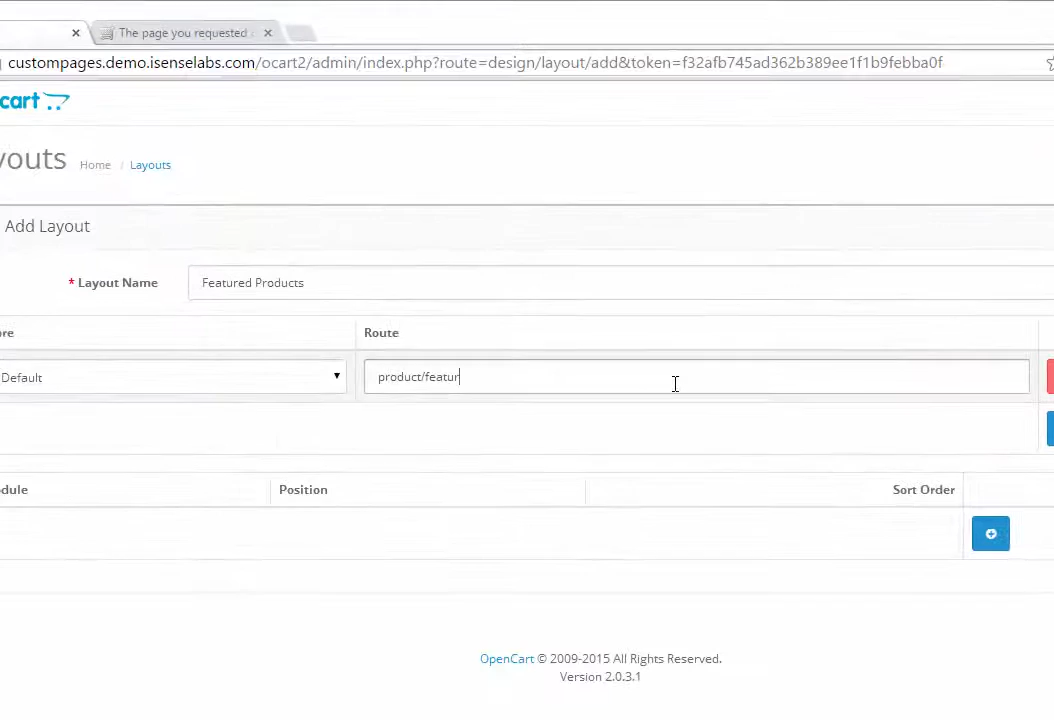 The page you requested
custompages.demo.isenselabs.com/ocart2/admin/index.php?route=design/layout/add&token=f32afb745ad362b389ee1f1b9febba0f
cart
youts Home / Layouts
Add Layout
* Layout Name Featured Products
ore Route
Default product/featur
dule Position Sort Order
OpenCart © 2009-2015 All Rights Reserved.
Version 2.0.3.1